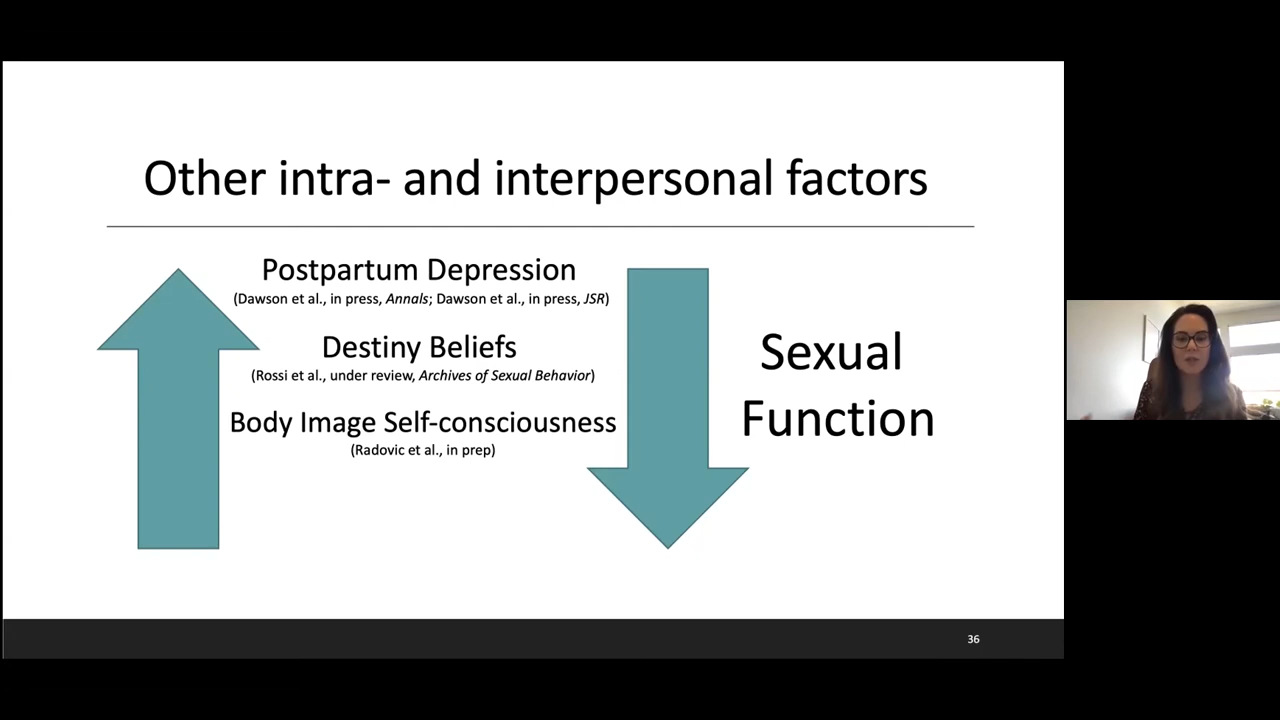 Other intra- and interpersonal factors
Postpartum Depression
(Dawson et al., in press, Annals; Dawson et al., in press, JSR)
Destiny Beliefs
(Rossi et al., under review, Archives of Sexual Behavior)
Body Image Self-consciousness
(Radovic et al., in prep)
Sexual
Function
36